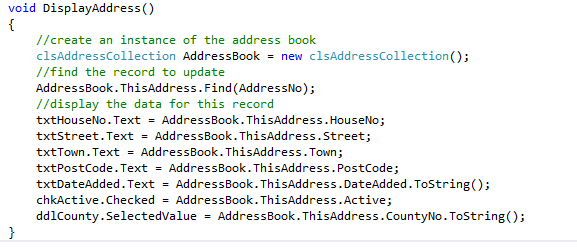 void DisplayAddress()
{
    //create an instance of the address book
    clsAddressCollection AddressBook = new clsAddressCollection();
    //find the record to update
    AddressBook.ThisAddress.Find(AddressNo);
    //display the data for this record
    txtHouseNo.Text = AddressBook.ThisAddress.HouseNo;
    txtStreet.Text = AddressBook.ThisAddress.Street;
    txtTown.Text = AddressBook.ThisAddress.Town;
    txtPostCode.Text = AddressBook.ThisAddress.PostCode;
    txtDateAdded.Text = AddressBook.ThisAddress.DateAdded.ToString();
    chkActive.Checked = AddressBook.ThisAddress.Active;
    ddlCounty.SelectedValue = AddressBook.ThisAddress.CountyNo.ToString();
}